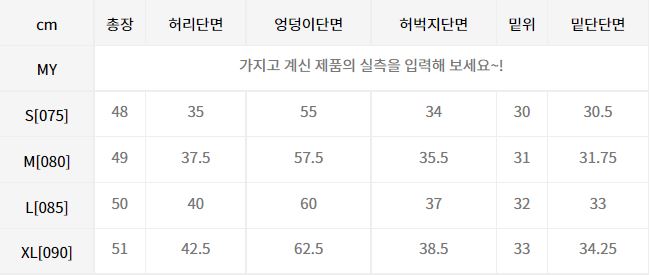 cm 총장 허리단면 엉덩이단면 허벅지단면 밑위 밑단단면
MY 가지고 계신 제품의 실측을 입력해 보세요~!
S[075] 48 35 55 34 30 30.5
M[080] 49 37.5 57.5 35.5 31 31.75
L[085] 50 40 60 37 32 33
XL[090] 51 42.5 62.5 38.5 33 34.25